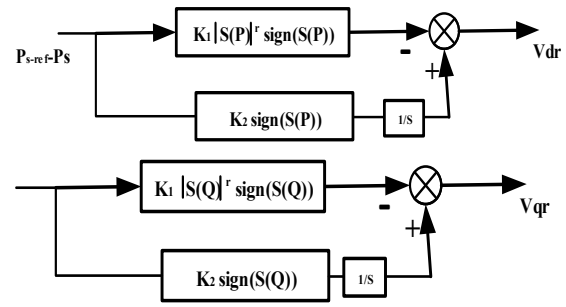 K₁ |S(P)|ʳ sign(S(P))
Pₛ₋ᵣₑf-Ps
-
Vdr
+
K₂ sign(S(P))
1/S
K₁ |S(Q)|ʳ sign(S(Q))
-
Vqr
+
K₂ sign(S(Q))
1/S